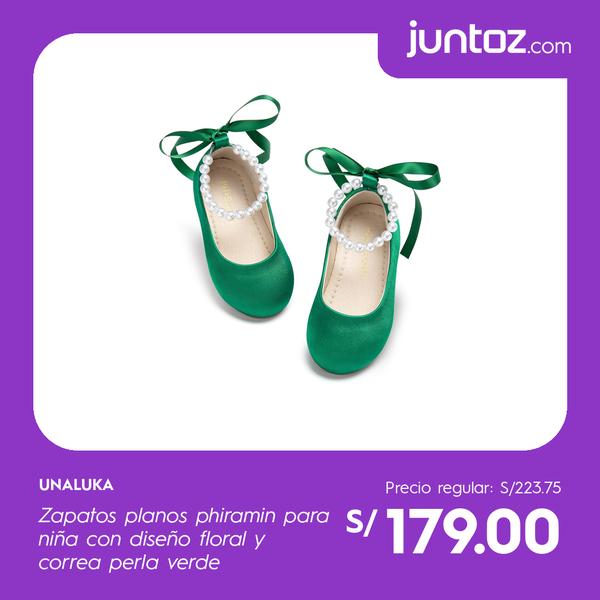 juntoz.com
UNALUKA
Zapatos planos phiramin para
niña con diseño floral y
correa perla verde
Precio regular: S/223.75
S/179.00